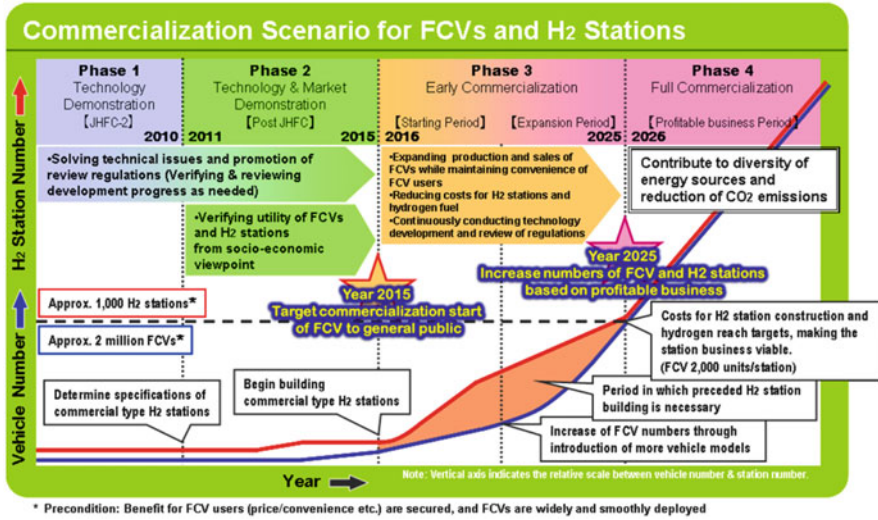 Commercialization Scenario for FCVs and H2 Stations
Phase 1
Technology
Demonstration
【JHFC-2】
2010
Phase 2
Technology & Market
Demonstration
【Post JHFC】
2011
2015
Phase 3
Early Commercialization
【Starting Period】
【Expansion Period】
2016
2025
Phase 4
Full Commercialization
【Profitable business Period】
2026
H2 Station Number
Vehicle Number
•Solving technical issues and promotion of
review regulations (Verifying & reviewing
development progress as needed)
•Verifying utility of FCVs
and H2 stations
from socio-economic
viewpoint
•Expanding production and sales of
FCVs while maintaining convenience of
FCV users
•Reducing costs for H2 stations and
hydrogen fuel
•Continuously conducting technology
development and review of regulations
Contribute to diversity of
energy sources and
reduction of CO2 emissions
Year 2015
Target commercialization start
of FCV to general public
Year 2025
Increase numbers of FCV and H2 stations
based on profitable business
Approx. 1,000 H2 stations*
Approx. 2 million FCVs*
Costs for H2 station construction and
hydrogen reach targets, making the
station business viable.
(FCV 2,000 units/station)
Determine specifications of
commercial type H2 stations
Begin building
commercial type H2 stations
Period in which preceded H2 station
building is necessary
Increase of FCV numbers through
introduction of more vehicle models
Year
Note: Vertical axis indicates the relative scale between vehicle number & station number.
* Precondition: Benefit for FCV users (price/convenience etc.) are secured, and FCVs are widely and smoothly deployed